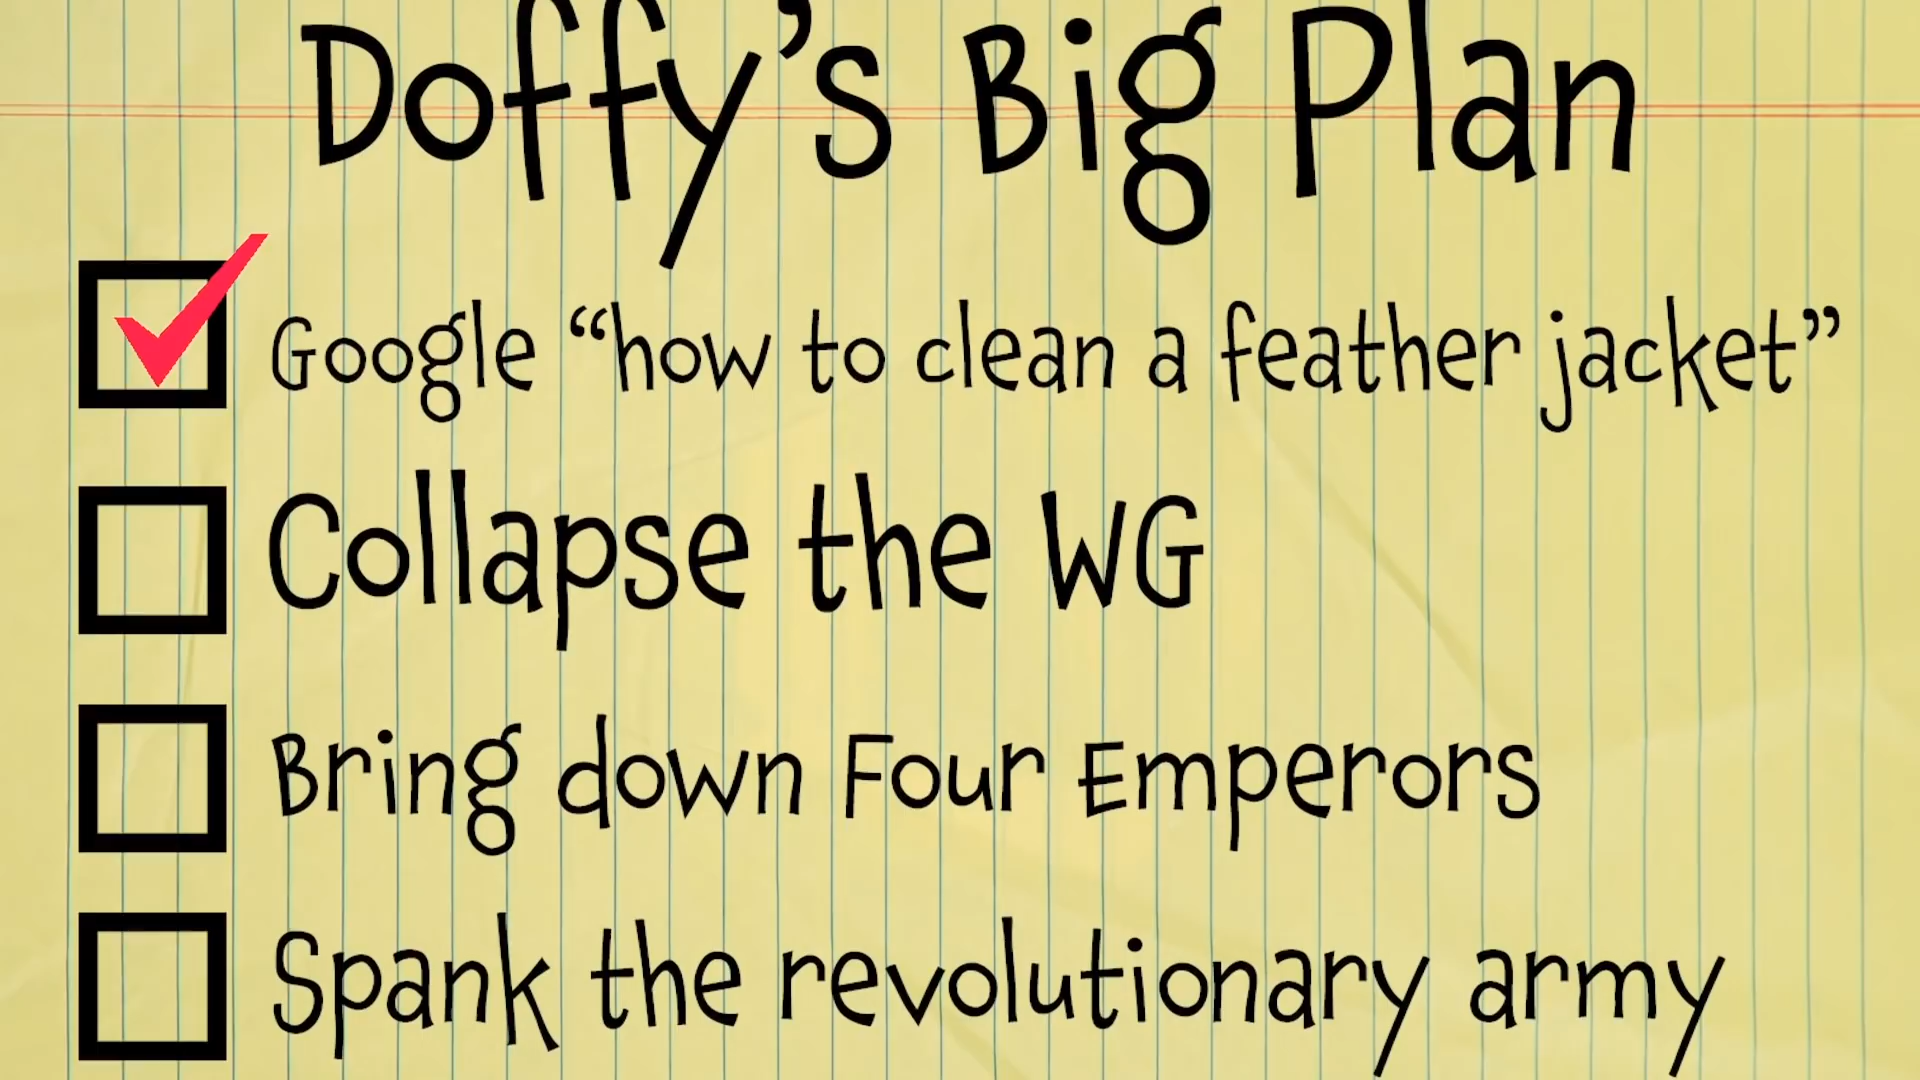 Doffy’s Big Plan
Google “how to clean a feather jacket”
Collapse the WG
Bring down Four Emperors
Spank the revolutionary army